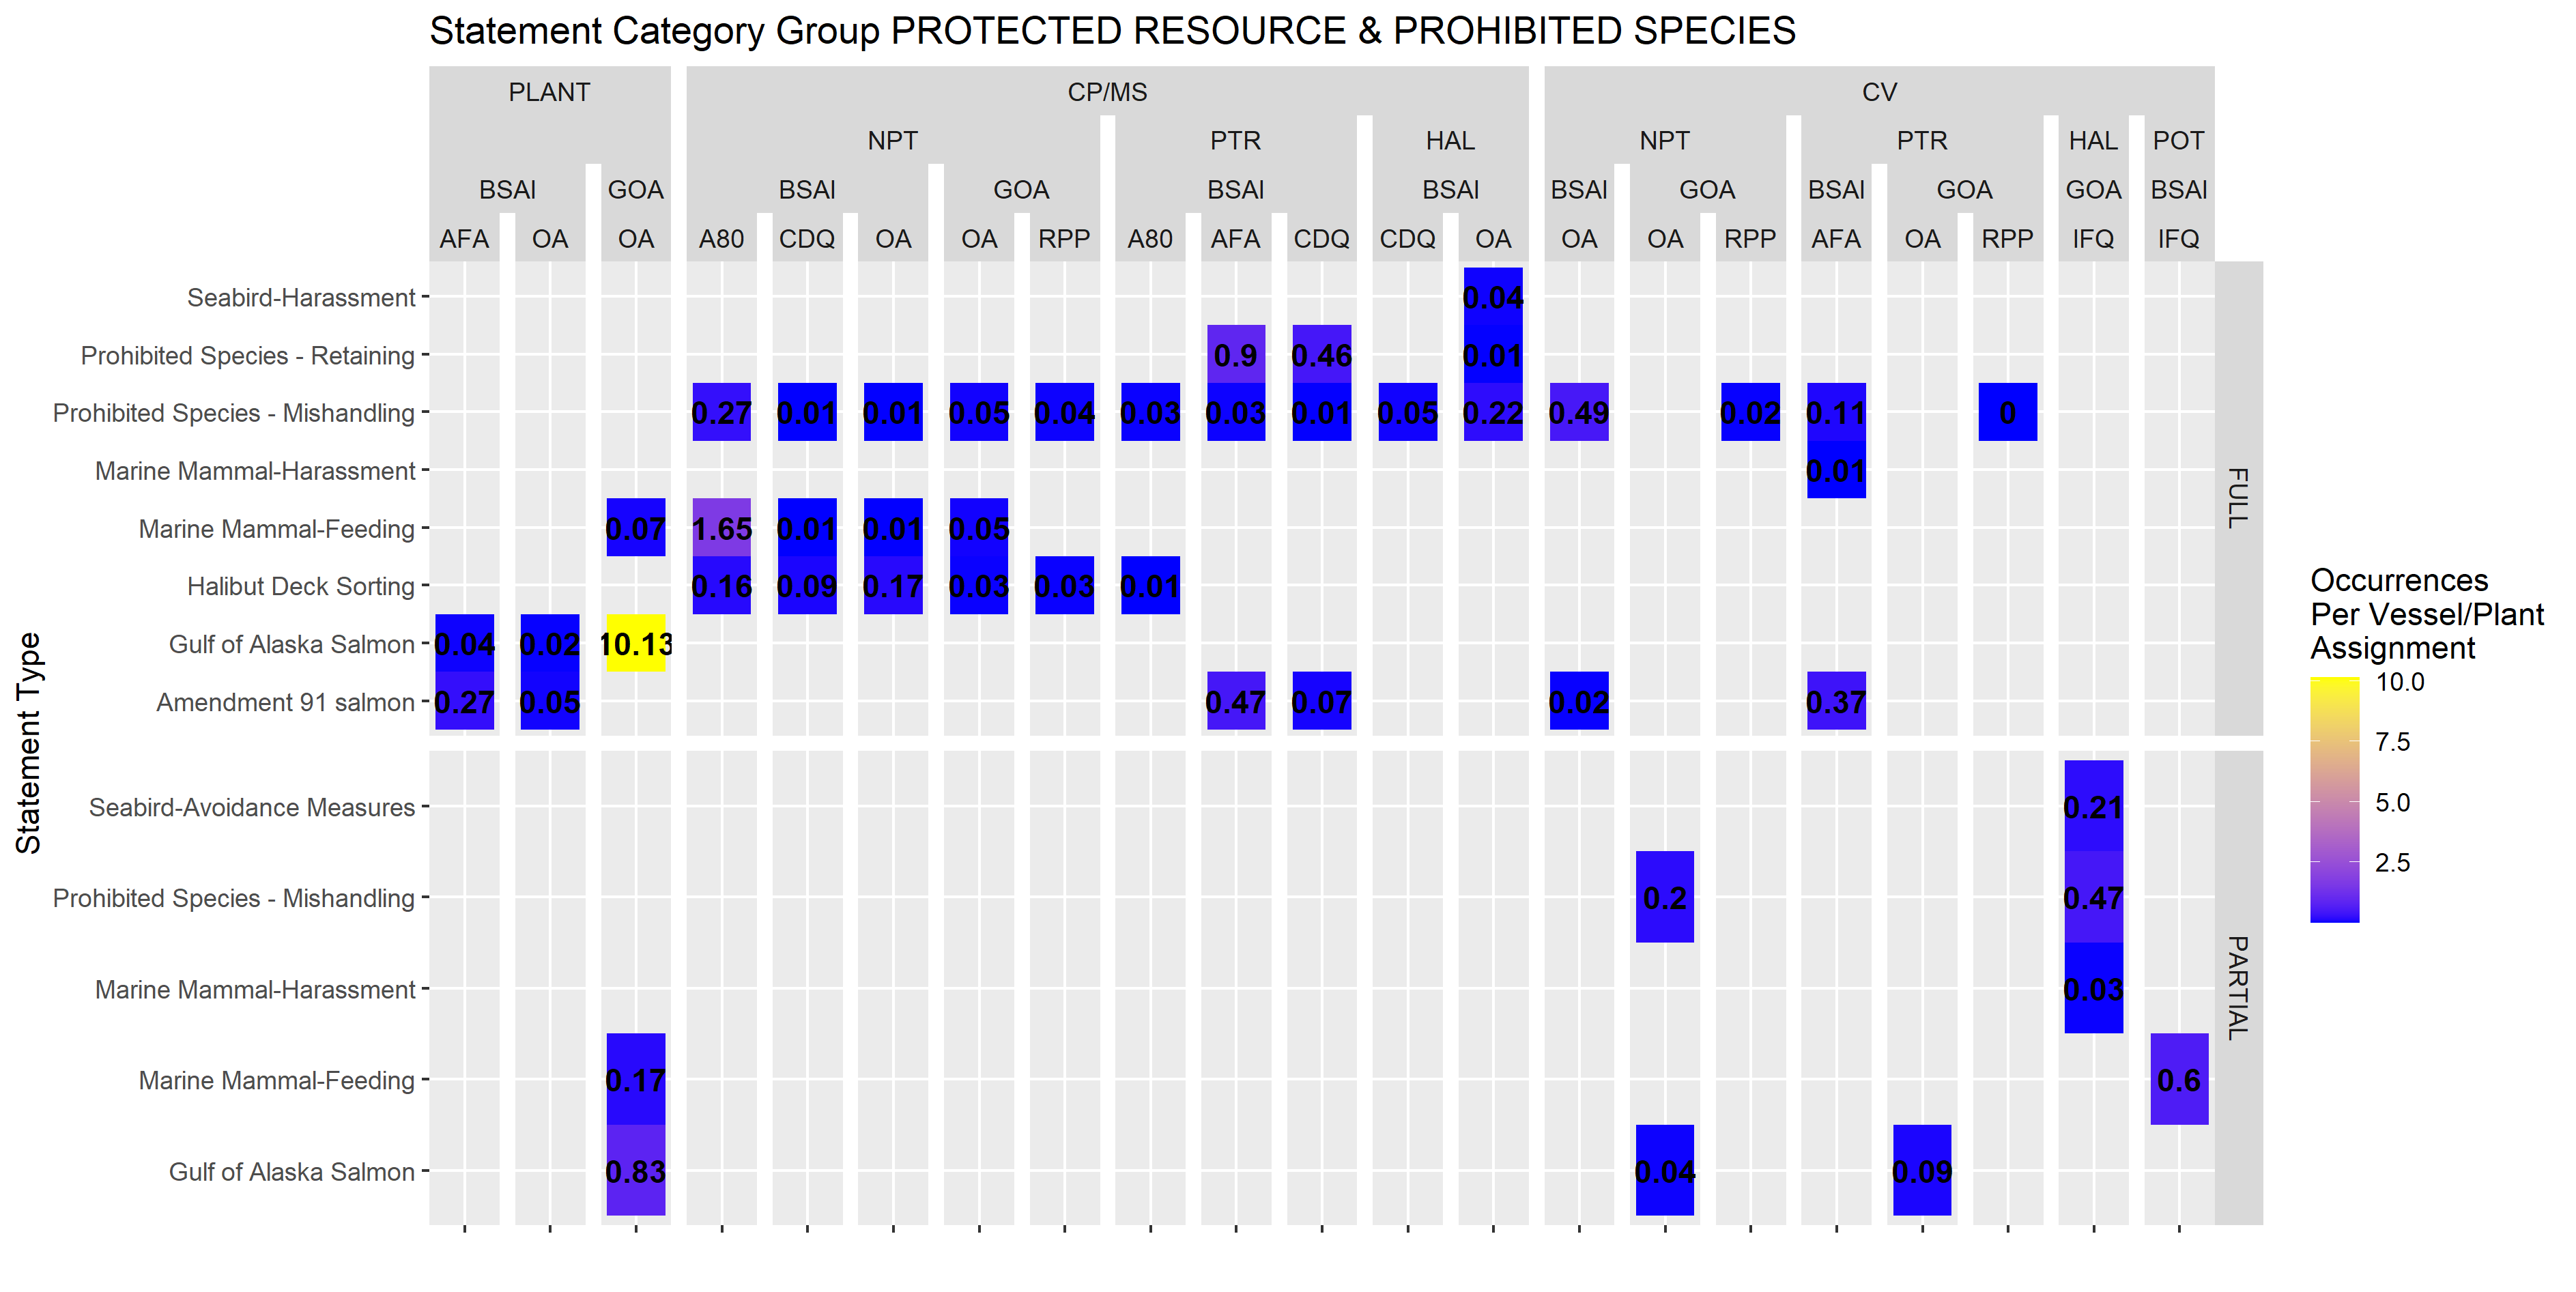 Statement Category Group PROTECTED RESOURCE & PROHIBITED SPECIES
PLANT CP/MS CV
NPT PTR HAL NPT PTR HAL POT
BSAI GOA BSAI GOA BSAI BSAI BSAI GOA BSAI GOA GOA BSAI
AFA OA OA A80 CDQ OA OA RPP A80 AFA CDQ CDQ OA OA OA RPP AFA OA RPP IFQ IFQ
Seabird-Harassment 0.04
Prohibited Species - Retaining 0.9 0.46 0.01
Prohibited Species - Mishandling 0.27 0.01 0.01 0.05 0.04 0.03 0.03 0.01 0.05 0.22 0.49 0.02 0.11 0
Marine Mammal-Harassment 0.01
Marine Mammal-Feeding 0.07 1.65 0.01 0.01 0.05
Halibut Deck Sorting 0.16 0.09 0.17 0.03 0.03 0.01
Gulf of Alaska Salmon 0.04 0.02 10.13
Amendment 91 salmon 0.27 0.05 0.47 0.07 0.02 0.37
FULL
Seabird-Avoidance Measures 0.21
Prohibited Species - Mishandling 0.2 0.47
Marine Mammal-Harassment 0.03
Marine Mammal-Feeding 0.17 0.6
Gulf of Alaska Salmon 0.83 0.04 0.09
PARTIAL
Statement Type
Occurrences
Per Vessel/Plant
Assignment
10.0
7.5
5.0
2.5